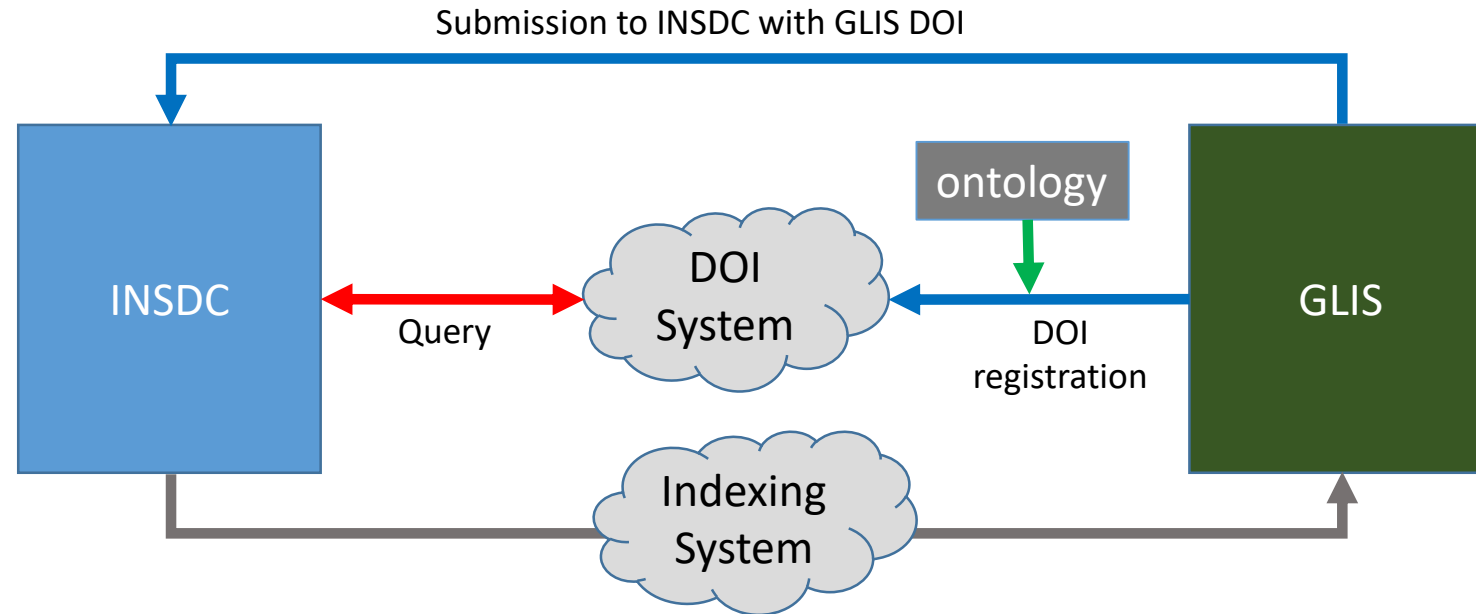 Submission to INSDC with GLIS DOI
ontology
INSDC
Query
DOI
System
DOI
registration
GLIS
Indexing
System